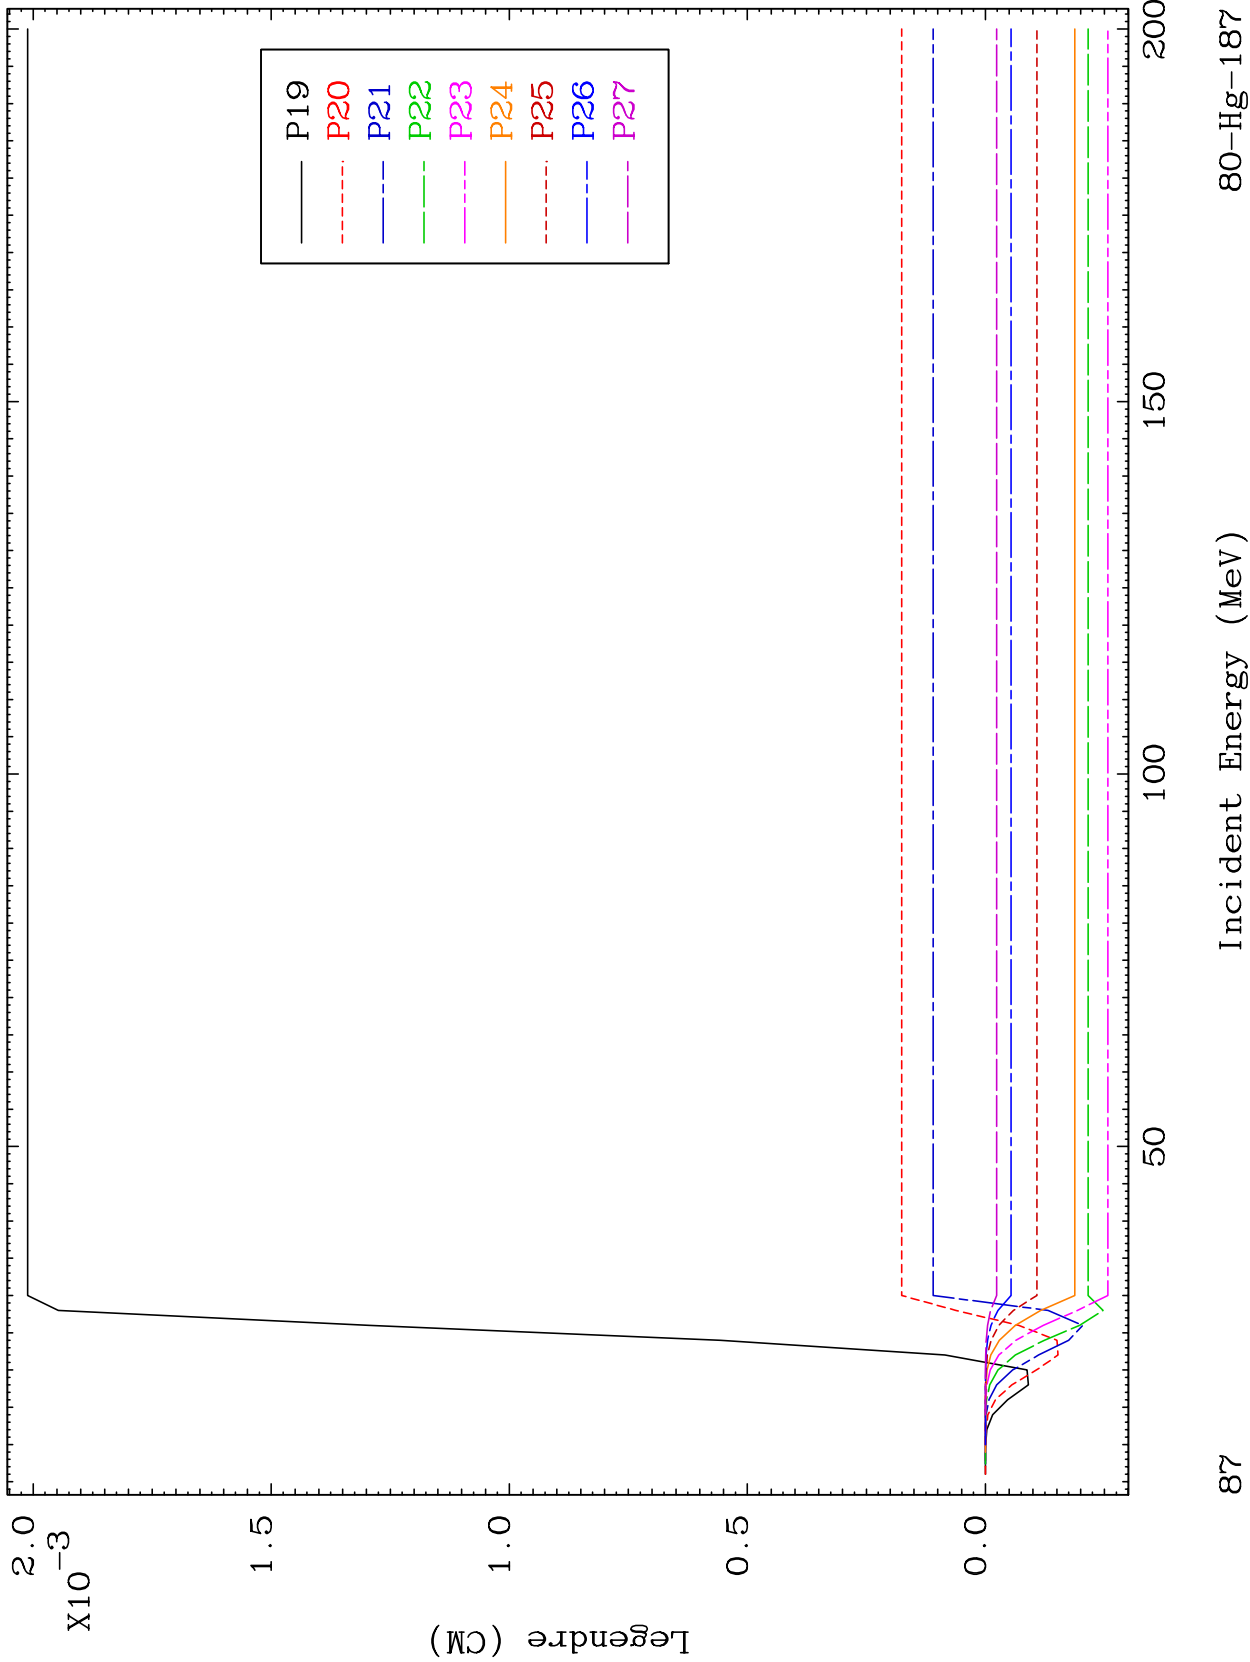 2.0
X10-3
1.5
1.0
0.5
0.0
Legendre (CM)
P19
P20
P21
P22
P23
P24
P25
P26
P27
50
100
150
200
Incident Energy (MeV)
87
80-Hg-187